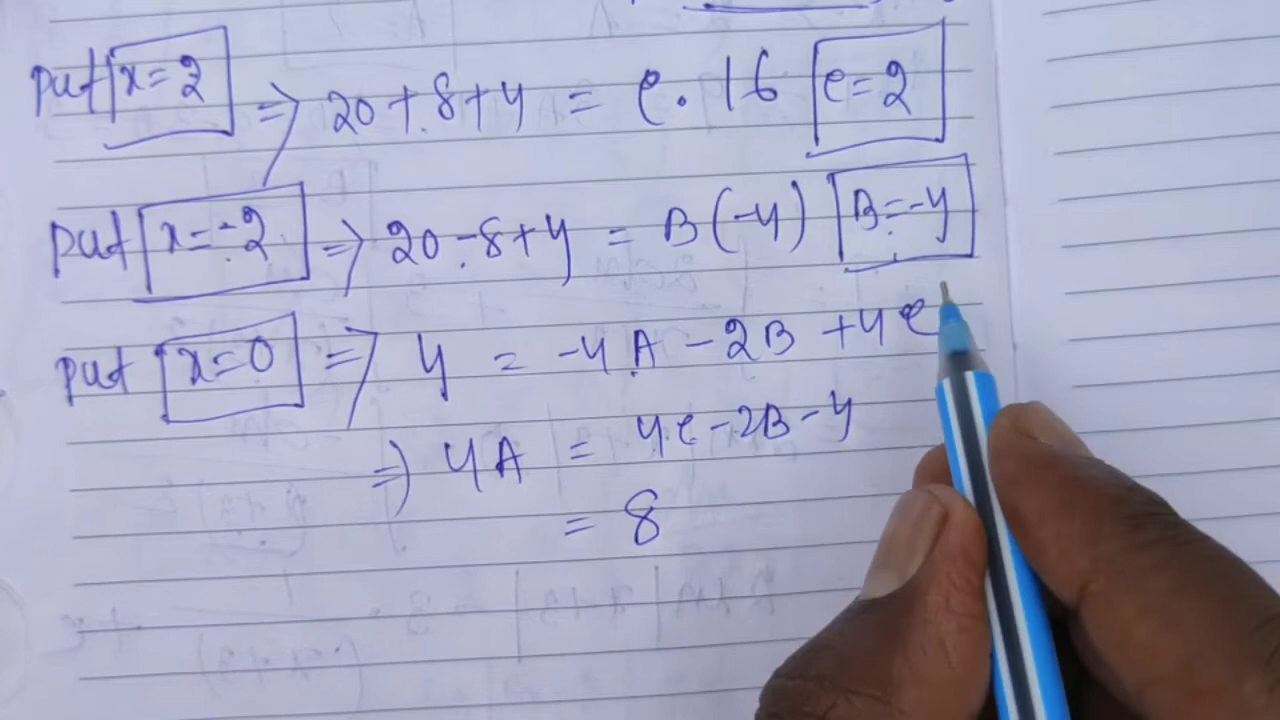 put x=2 => 20+8+4 = C.16 C=2
put x=-2 => 20-8+4 = B(-4) B=-4
put x=0 => 4 = -4A-2B+4C
=> 4A = 4C-2B-4
= 8